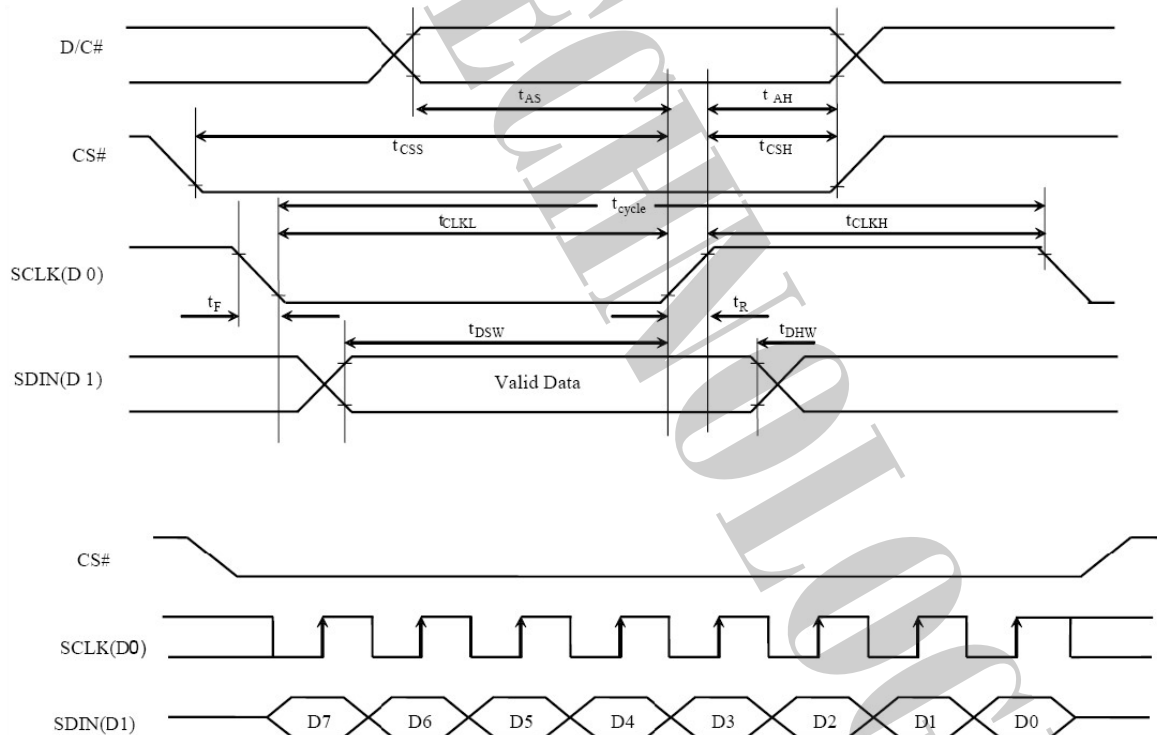 D/C#
tAS
t AH
CS#
tCSS
tCSH
tcycle
tCLKL
tCLKH
SCLK(D 0)
tF
tR
tDSW
tDHW
SDIN(D 1)
Valid Data
CS#
SCLK(D0)
SDIN(D1)
D7 D6 D5 D4 D3 D2 D1 D0